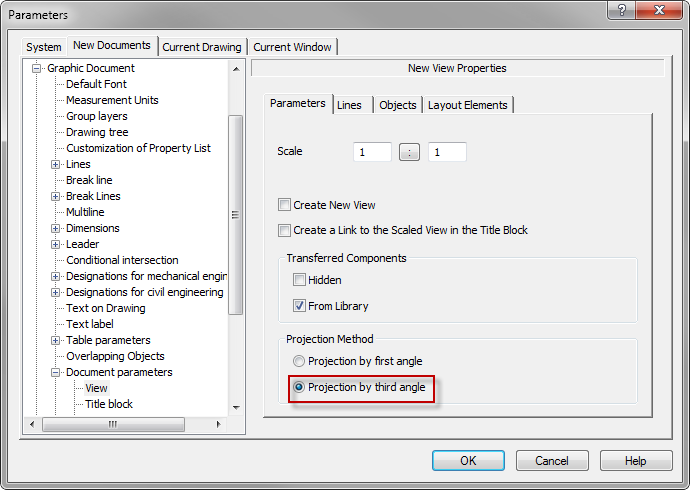 Parameters
System New Documents Current Drawing Current Window
Graphic Document
Default Font
Measurement Units
Group layers
Drawing tree
Customization of Property List
Lines
Break line
Break Lines
Multiline
Dimensions
Leader
Conditional intersection
Designations for mechanical engin
Designations for civil engineering
Text on Drawing
Text label
Table parameters
Overlapping Objects
Document parameters
View
Title block
New View Properties
Parameters Lines Objects Layout Elements
Scale 1 : 1
Create New View
Create a Link to the Scaled View in the Title Block
Transferred Components
Hidden
From Library
Projection Method
Projection by first angle
Projection by third angle
OK Cancel Help